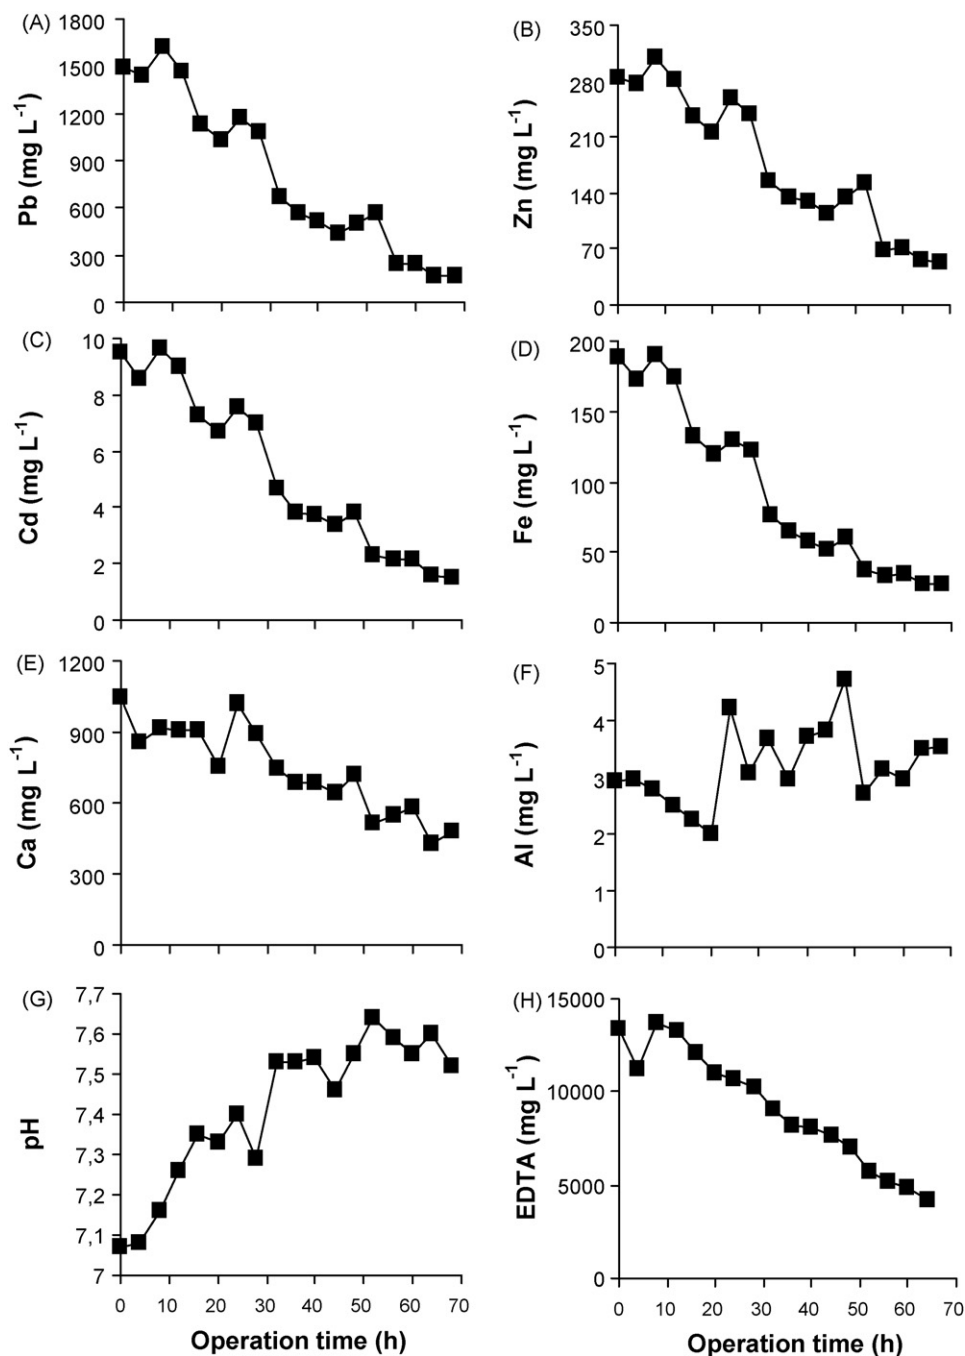 (A)
1800
1500
1200
900
600
300
0
Pb (mg L⁻¹)
(B)
350
280
210
140
70
0
Zn (mg L⁻¹)
(C)
10
8
6
4
2
0
Cd (mg L⁻¹)
(D)
200
150
100
50
0
Fe (mg L⁻¹)
(E)
1200
900
600
300
0
Ca (mg L⁻¹)
(F)
5
4
3
2
1
0
Al (mg L⁻¹)
(G)
7,7
7,6
7,5
7,4
7,3
7,2
7,1
7
pH
0 10 20 30 40 50 60 70
Operation time (h)
(H)
15000
10000
5000
0
EDTA (mg L⁻¹)
0 10 20 30 40 50 60 70
Operation time (h)